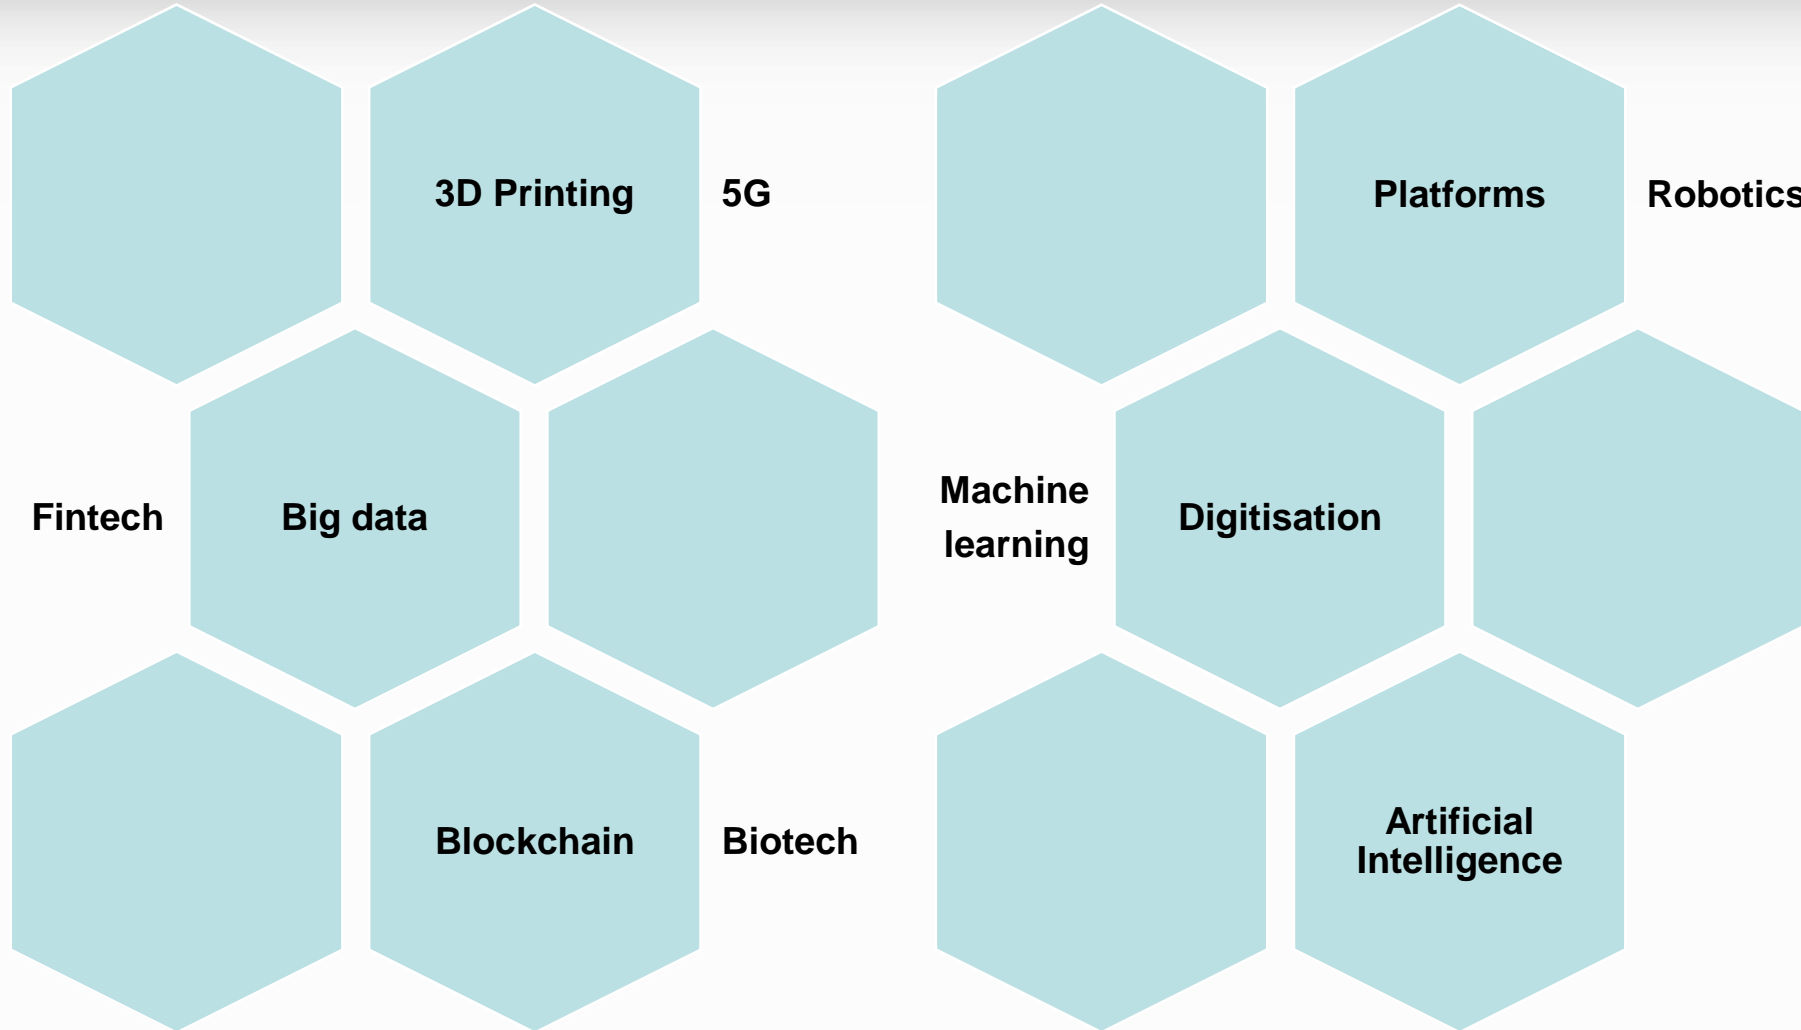 3D Printing
5G
Platforms
Robotics
Fintech
Big data
Machine
learning
Digitisation
Blockchain
Biotech
Artificial
Intelligence